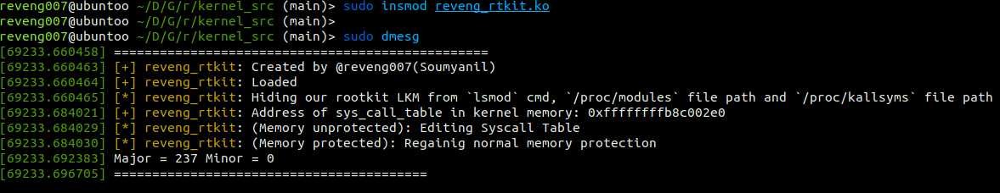 reveng007@ubuntoo ~/D/G/r/kernel_src (main)> sudo insmod reveng_rtkit.ko
reveng007@ubuntoo ~/D/G/r/kernel_src (main)>
reveng007@ubuntoo ~/D/G/r/kernel_src (main)> sudo dmesg
[69233.660458] =================================================
[69233.660463] [+] reveng_rtkit: Created by @reveng007(Soumyanil)
[69233.660464] [+] reveng_rtkit: Loaded
[69233.660465] [*] reveng_rtkit: Hiding our rootkit LKM from `lsmod` cmd, `/proc/modules` file path and `/proc/kallsyms` file path
[69233.684021] [+] reveng_rtkit: Address of sys_call_table in kernel memory: 0xffffffffb8c002e0
[69233.684029] [*] reveng_rtkit: (Memory unprotected): Editing Syscall Table
[69233.684030] [*] reveng_rtkit: (Memory protected): Regainig normal memory protection
[69233.692383] Major = 237 Minor = 0
[69233.696705] =========================================